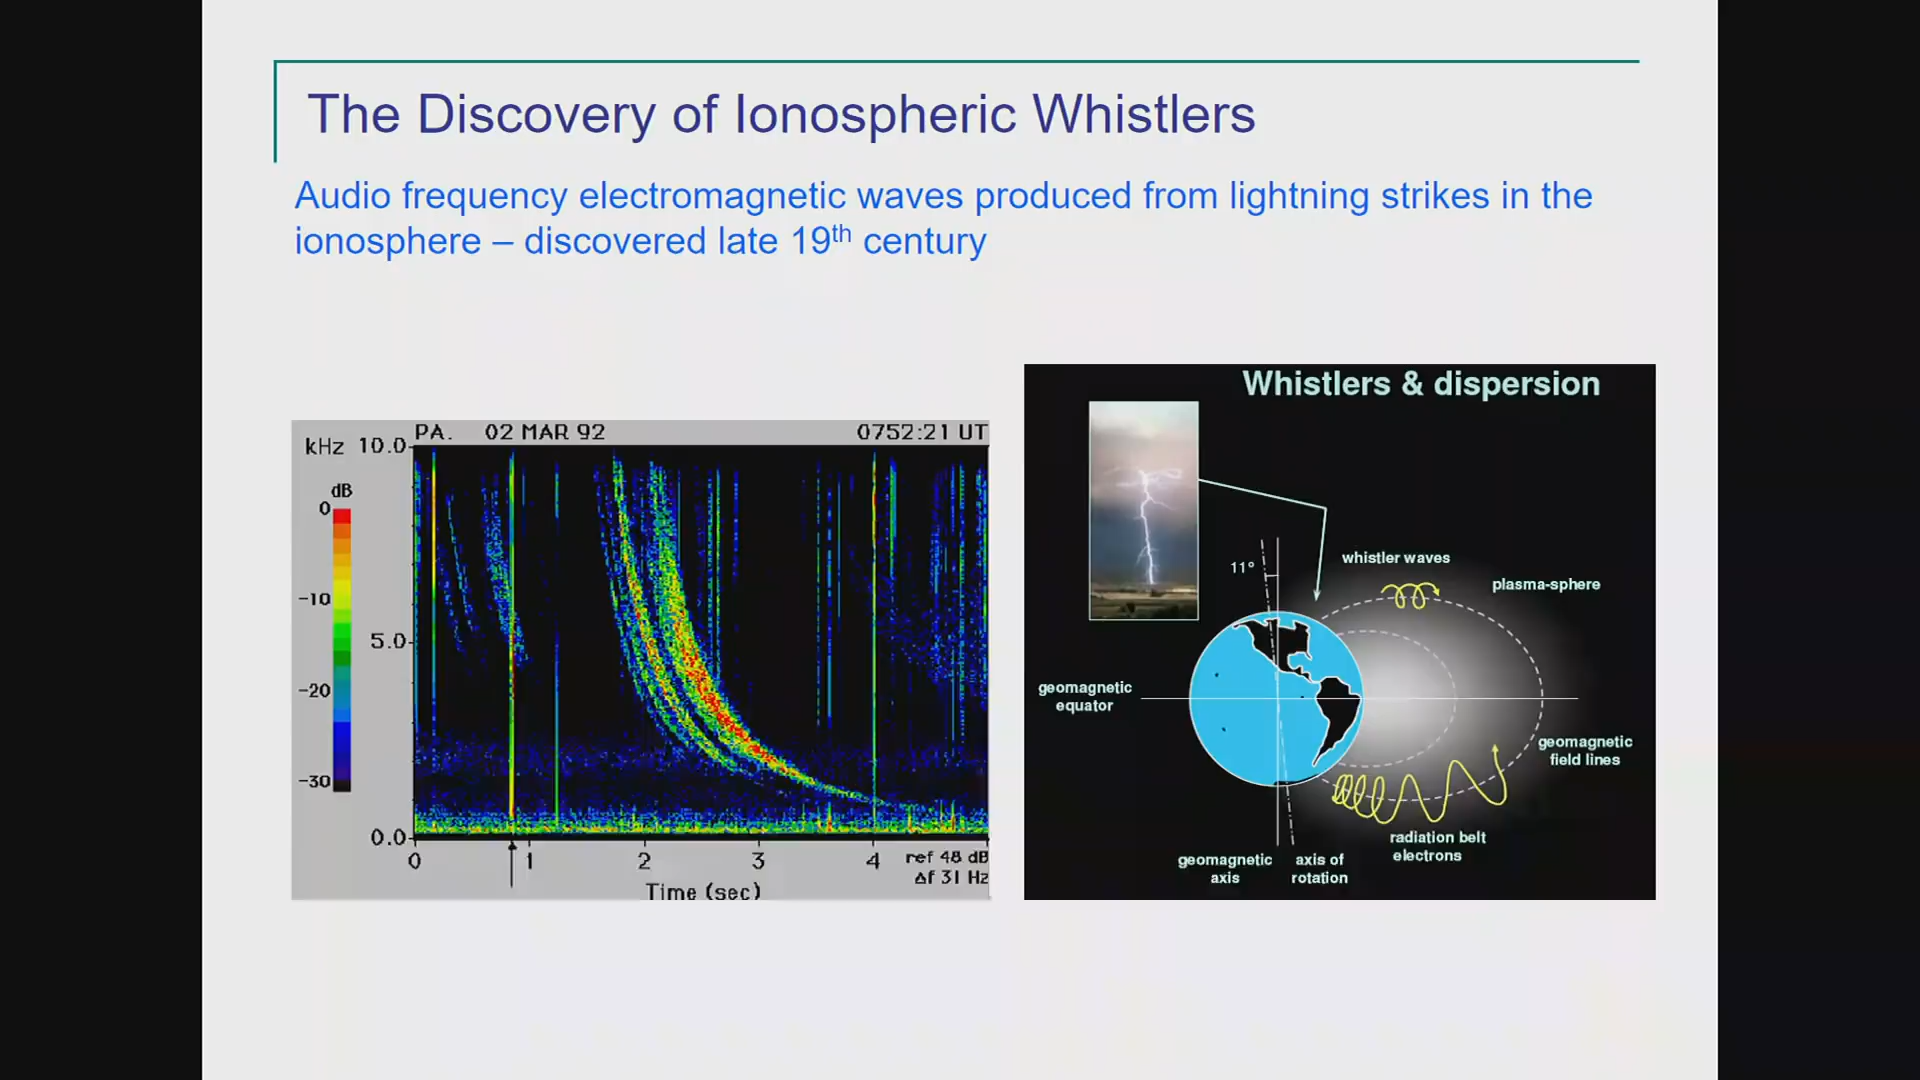 The Discovery of Ionospheric Whistlers
Audio frequency electromagnetic waves produced from lightning strikes in the
ionosphere – discovered late 19th century
PA. 02 MAR 92 0752:21 UT
kHz 10.0
dB
0
-10
5.0
-20
-30
0.0
0 1 2 3 4 ref 48 dB
Δf 31 Hz
Time (sec)
Whistlers & dispersion
11°
whistler waves
plasma-sphere
geomagnetic
equator
geomagnetic
field lines
radiation belt
electrons
geomagnetic
axis
axis of
rotation